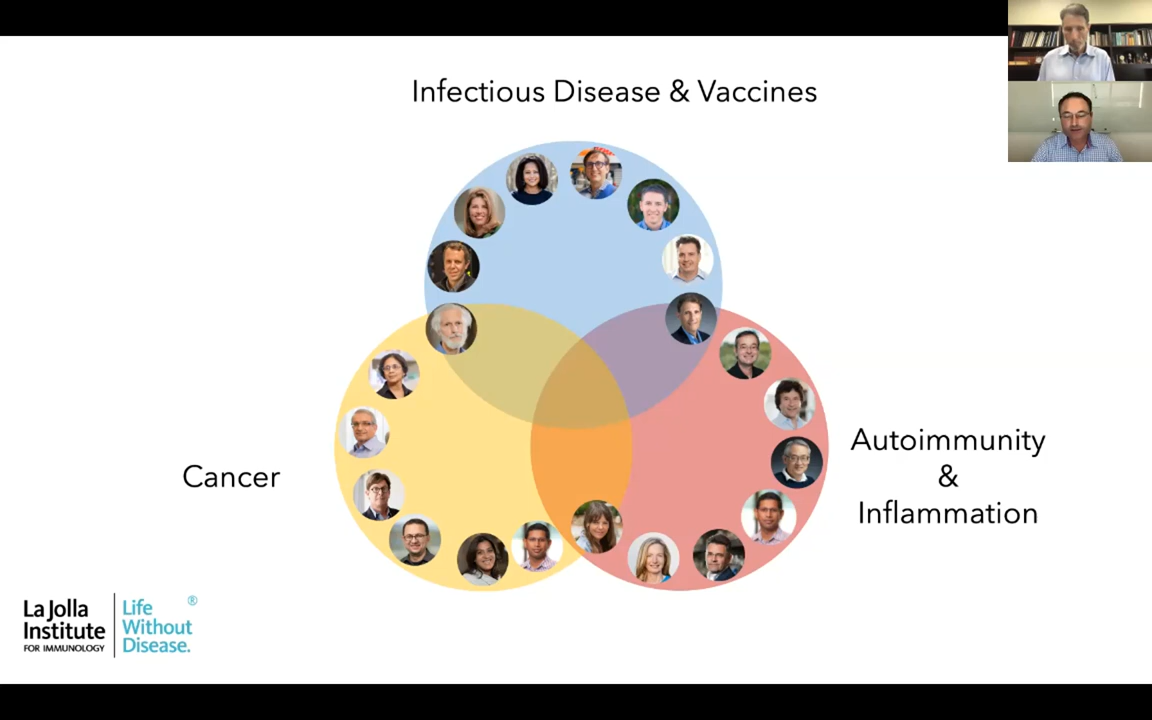 Infectious Disease & Vaccines
Autoimmunity
&
Inflammation
Cancer
La Jolla
Institute
FOR IMMUNOLOGY
Life
Without
Disease.
®